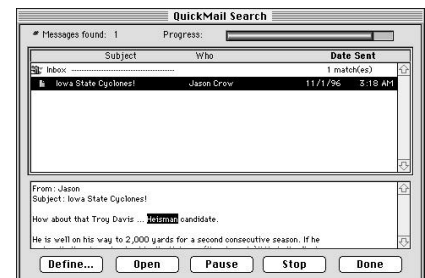 QuickMail Search
# Messages found: 1 Progress:
Subject Who Date Sent
Inbox ---------------------------------------- 1 match(es)
Iowa State Cyclones! Jason Crow 11/1/96 3:18 AM
From: Jason
Subject: Iowa State Cyclones!
How about that Troy Davis ... Heisman candidate.
He is well on his way to 2,000 yards for a second consecutive season. If he
Define... Open Pause Stop Done